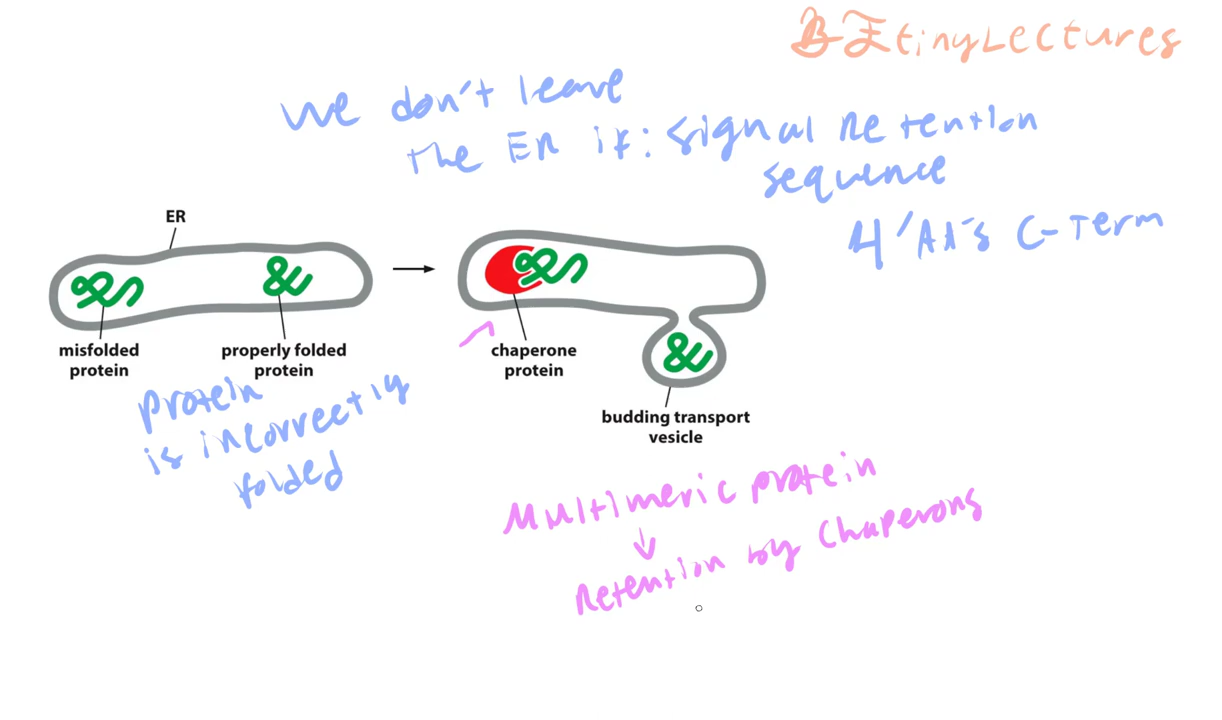 tinyLectures
We don't leave
the ER if: signal Retention
sequence
4 'AA's C-Term
ER
misfolded
protein
properly folded
protein
chaperone
protein
budding transport
vesicle
Protein
is incorrectly
folded
Multimeric protein
Retention by Chaperons